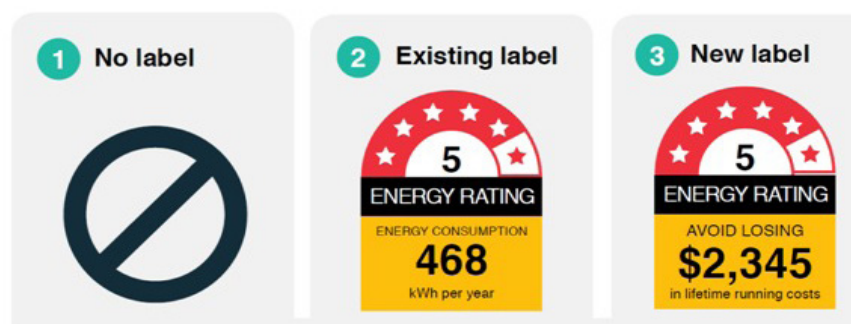 1 No label
2 Existing label
5
ENERGY RATING
ENERGY CONSUMPTION
468
kWh per year
3 New label
5
ENERGY RATING
AVOID LOSING
$2,345
in lifetime running costs